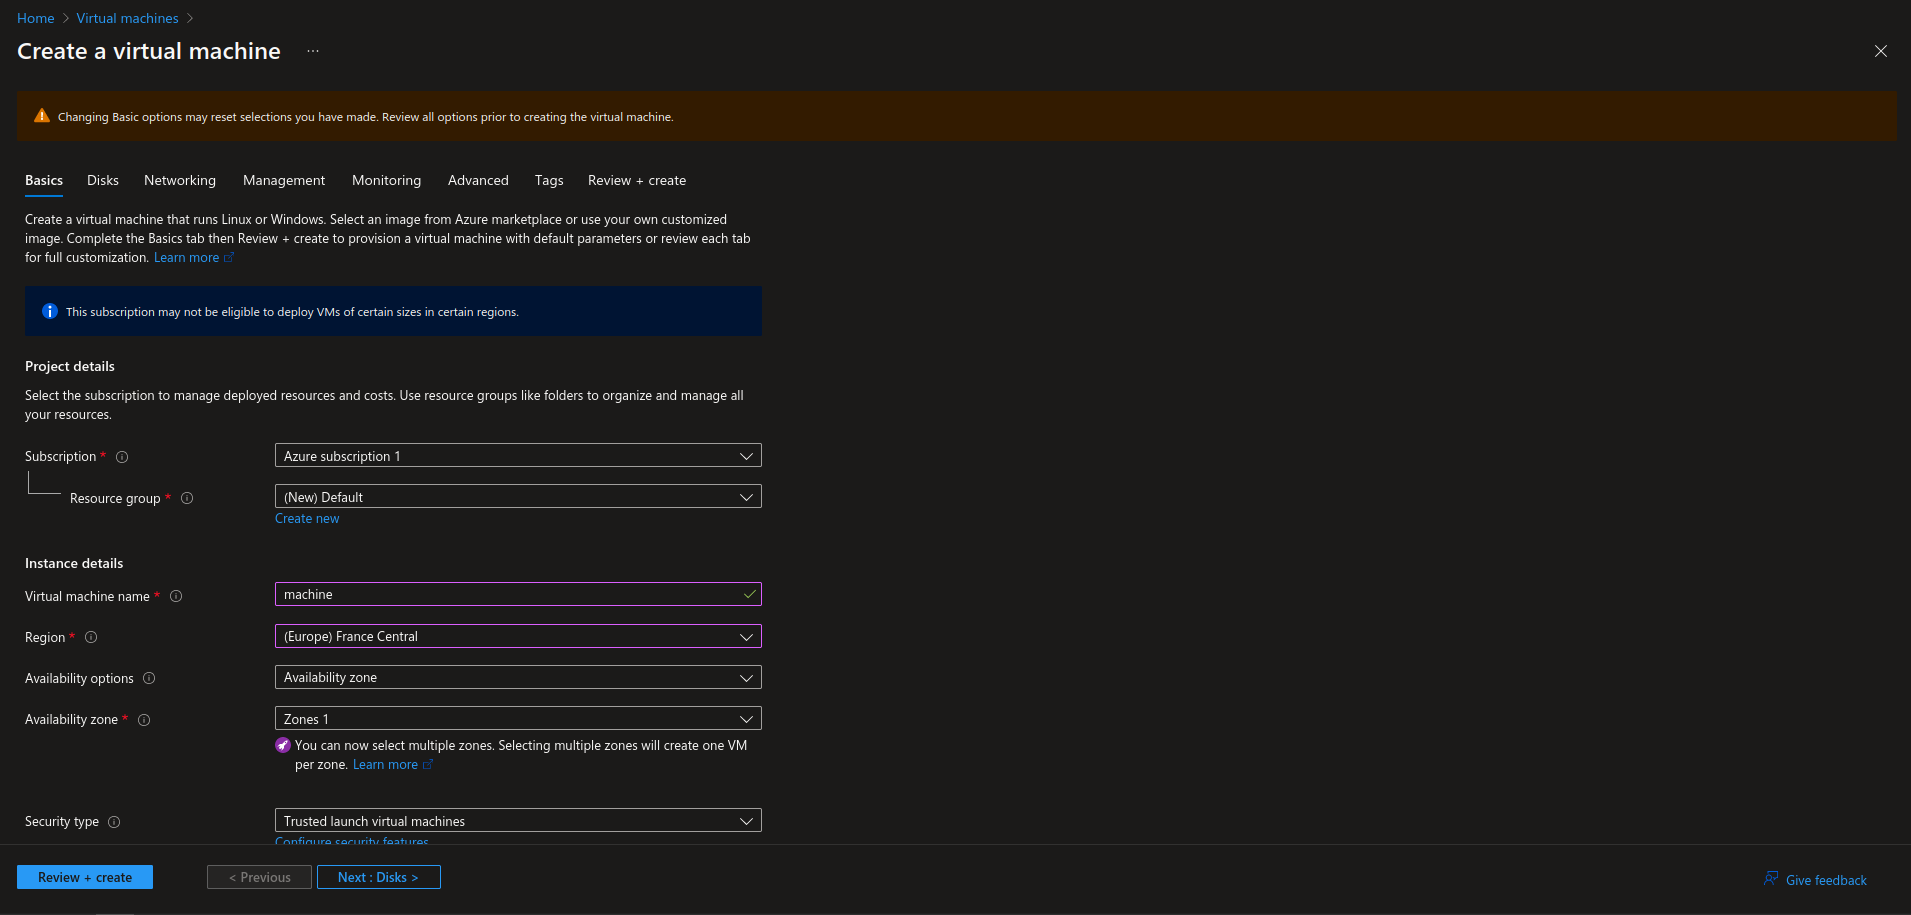 Home > Virtual machines >
Create a virtual machine ...
Changing Basic options may reset selections you have made. Review all options prior to creating the virtual machine.
Basics Disks Networking Management Monitoring Advanced Tags Review + create
Create a virtual machine that runs Linux or Windows. Select an image from Azure marketplace or use your own customized
image. Complete the Basics tab then Review + create to provision a virtual machine with default parameters or review each tab
for full customization. Learn more
This subscription may not be eligible to deploy VMs of certain sizes in certain regions.
Project details
Select the subscription to manage deployed resources and costs. Use resource groups like folders to organize and manage all
your resources.
Subscription * Azure subscription 1
Resource group * (New) Default
Create new
Instance details
Virtual machine name * machine
Region * (Europe) France Central
Availability options Availability zone
Availability zone * Zones 1
You can now select multiple zones. Selecting multiple zones will create one VM
per zone. Learn more
Security type Trusted launch virtual machines
Configure security features
Review + create < Previous Next : Disks > Give feedback